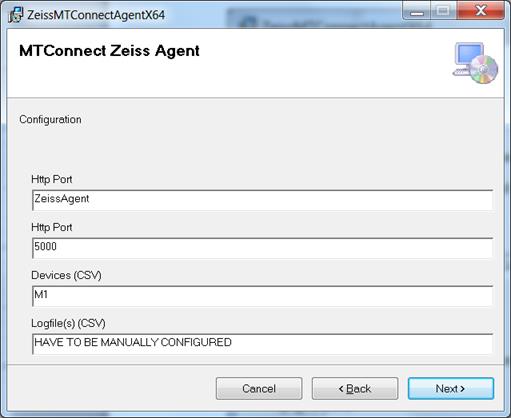 ZeissMTConnectAgentX64
MTConnect Zeiss Agent
Configuration
Http Port
ZeissAgent
Http Port
5000
Devices (CSV)
M1
Logfile(s) (CSV)
HAVE TO BE MANUALLY CONFIGURED
Cancel
< Back
Next >